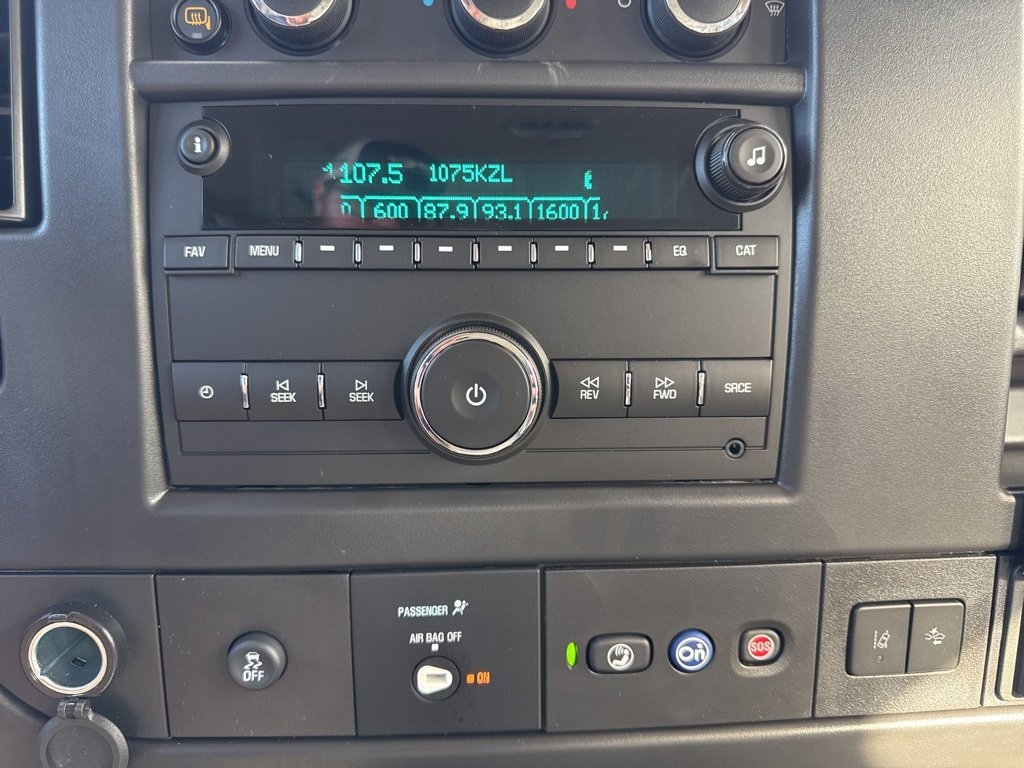 i
107.5 1075KZL
600 87.9 93.1 1600
FAV MENU EQ CAT
SEEK SEEK REV FWD SRCE
PASSENGER
AIR BAG OFF
OFF ON On SOS